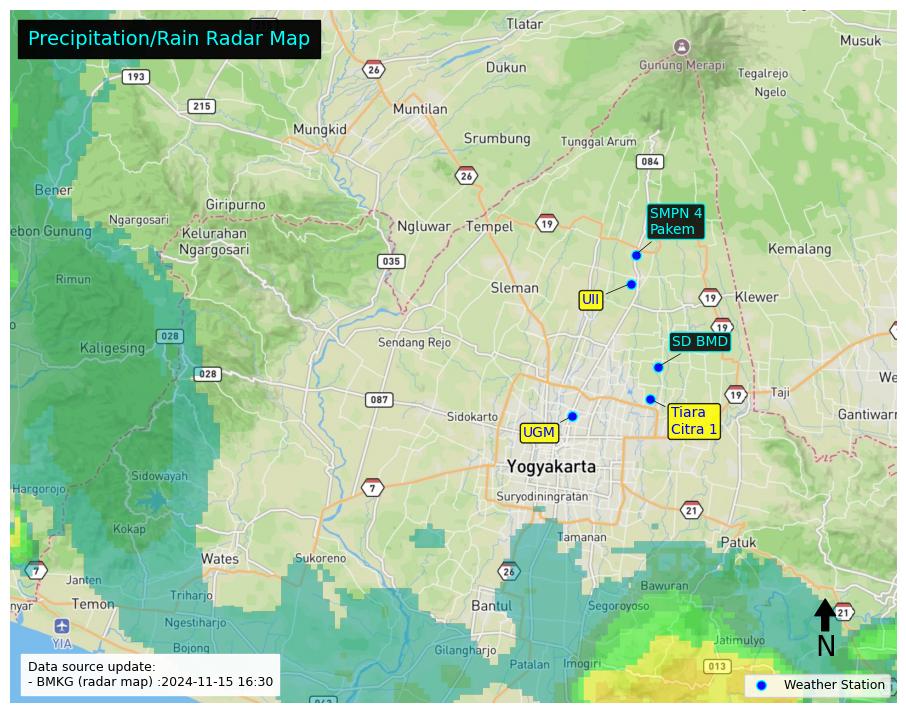 Precipitation/Rain Radar Map
Tlatar
Musuk
26
Gunung Merapi
193
Dukun
Tegalrejo
215
Muntilan
Ngelo
Mungkid
Srumbung
Tunggal Arum
084
26
Bener
Giripurno
SMPN 4
Pakem
Ngargosari
Ngluwar
Tempel
19
ebon Gunung
Kelurahan
Ngargosari
Kemalang
035
Rimun
Sleman
UII
19
Klewer
19
028
Sendang Rejo
SD BMD
Kaligesing
028
We
087
19
Taji
Sidokarto
Tiara
Citra 1
Gantiwarn
UGM
Yogyakarta
Sidowayah
Hargorojo
7
Suryodiningratan
21
Kokap
Tamanan
Patuk
Wates
Sukoreno
7
26
Janten
Bawuran
Triharjo
nyar
Temon
Bantul
Segoroyoso
21
Ngestiharjo
YIA
Jatimulyo
N
Bojong
Gilangharjo
Patalan
Imogiri
013
Data source update:
- BMKG (radar map) :2024-11-15 16:30
Weather Station